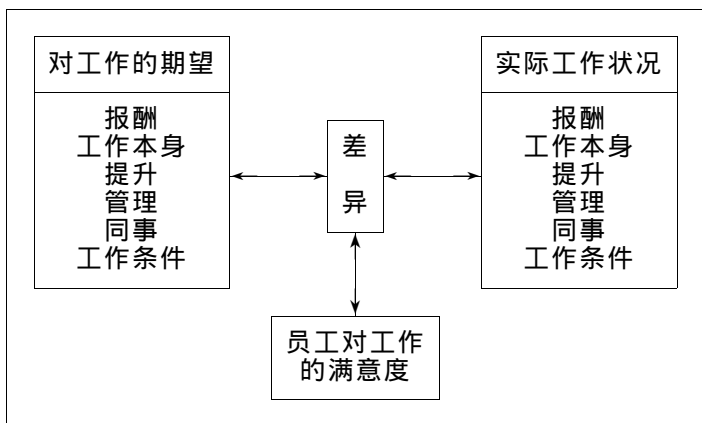 对工作的期望
报酬
工作本身
提升
管理
同事
工作条件
差
异
实际工作状况
报酬
工作本身
提升
管理
同事
工作条件
员工对工作
的满意度